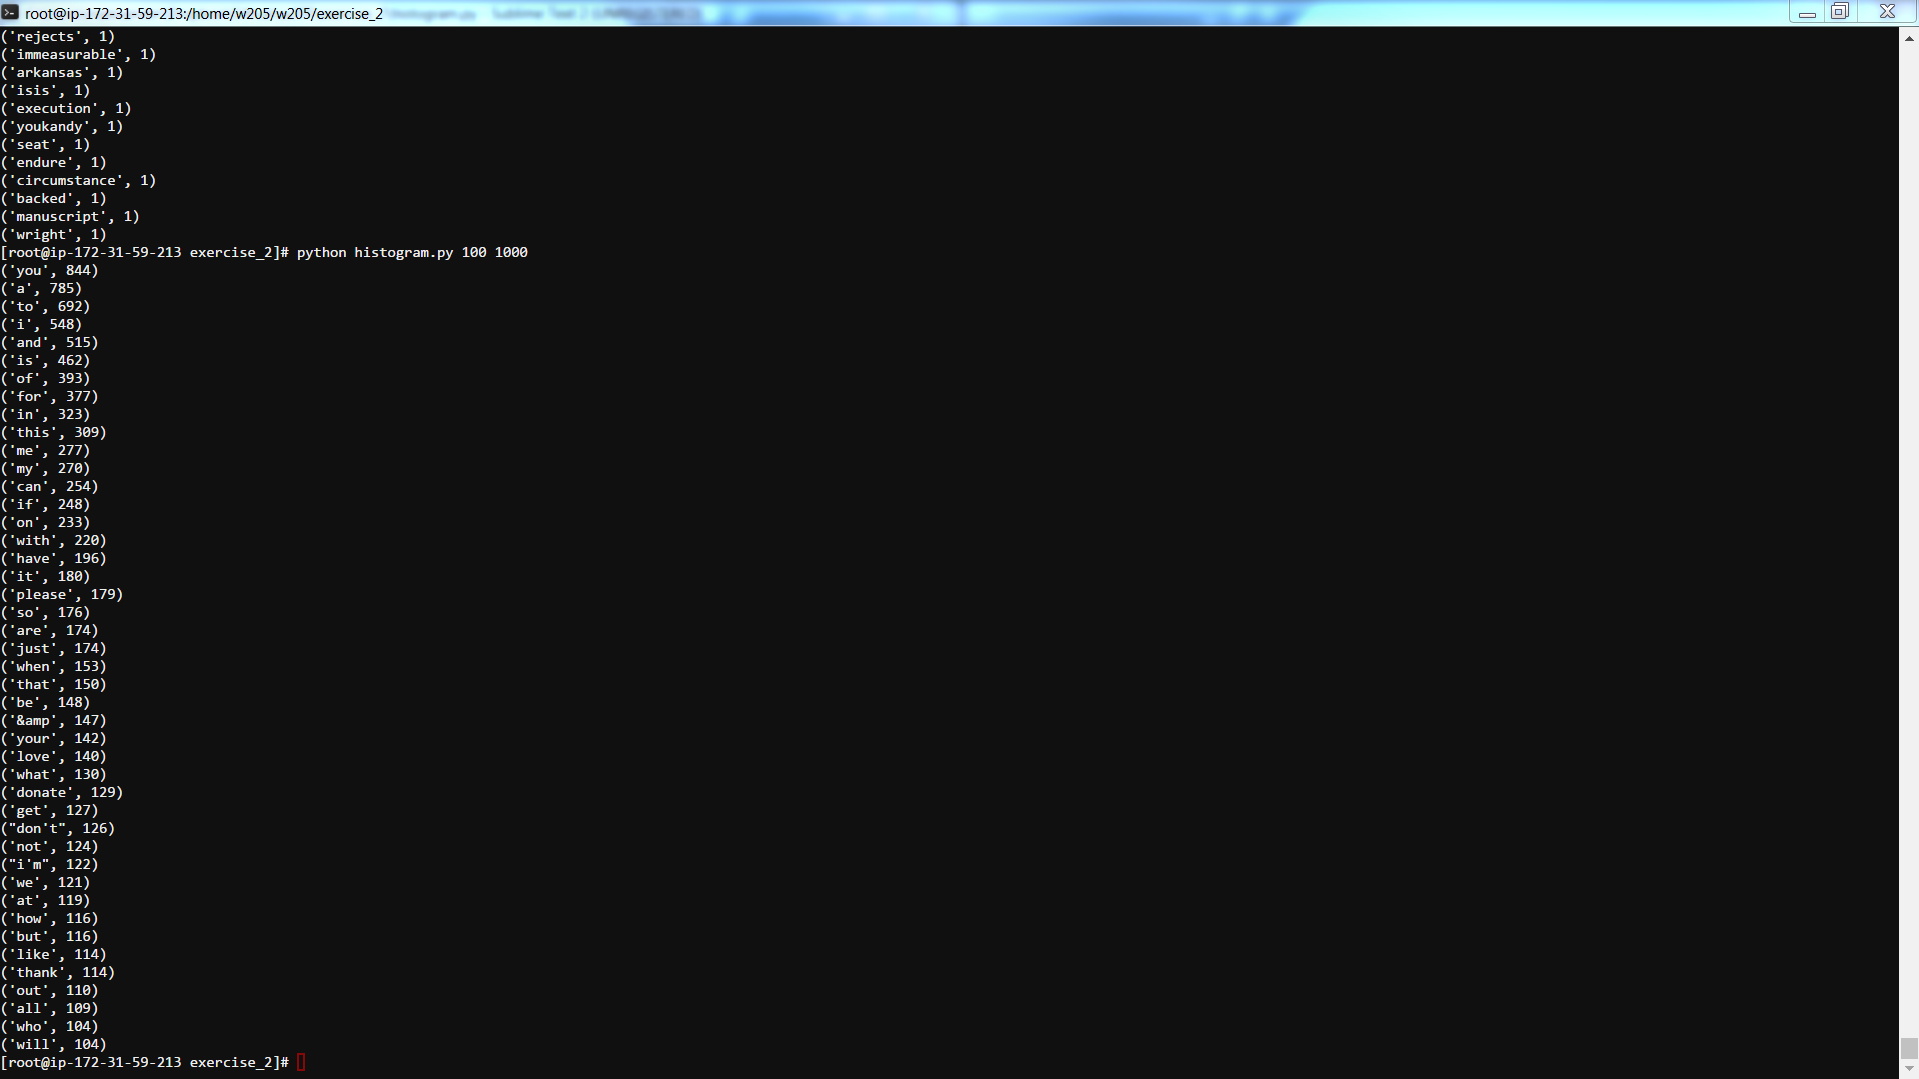 root@ip-172-31-59-213:/home/w205/w205/exercise_2
('rejects', 1)
('immeasurable', 1)
('arkansas', 1)
('isis', 1)
('execution', 1)
('youkandy', 1)
('seat', 1)
('endure', 1)
('circumstance', 1)
('backed', 1)
('manuscript', 1)
('wright', 1)
[root@ip-172-31-59-213 exercise_2]# python histogram.py 100 1000
('you', 844)
('a', 785)
('to', 692)
('i', 548)
('and', 515)
('is', 462)
('of', 393)
('for', 377)
('in', 323)
('this', 309)
('me', 277)
('my', 270)
('can', 254)
('if', 248)
('on', 233)
('with', 220)
('have', 196)
('it', 180)
('please', 179)
('so', 176)
('are', 174)
('just', 174)
('when', 153)
('that', 150)
('be', 148)
('&amp', 147)
('your', 142)
('love', 140)
('what', 130)
('donate', 129)
('get', 127)
("don't", 126)
('not', 124)
("i'm", 122)
('we', 121)
('at', 119)
('how', 116)
('but', 116)
('like', 114)
('thank', 114)
('out', 110)
('all', 109)
('who', 104)
('will', 104)
[root@ip-172-31-59-213 exercise_2]#